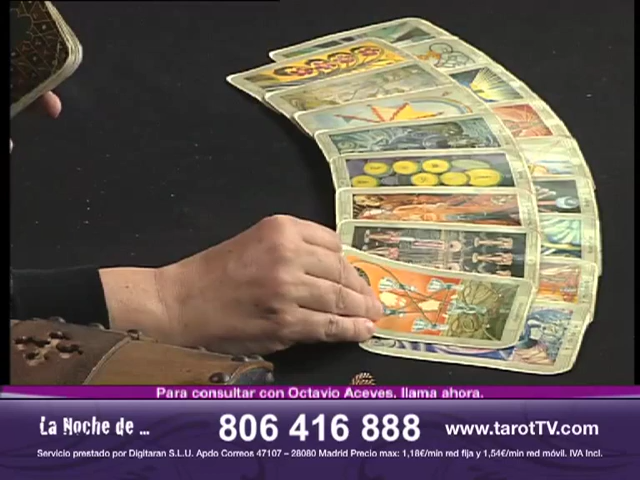 Para consultar con Octavio Aceves, llama ahora.
La Noche de ... 806 416 888 www.tarotTV.com
Servicio prestado por Digitaran S.L.U. Apdo Correos 47107 – 28080 Madrid Precio max: 1,18€/min red fija y 1,54€/min red móvil. IVA Incl.